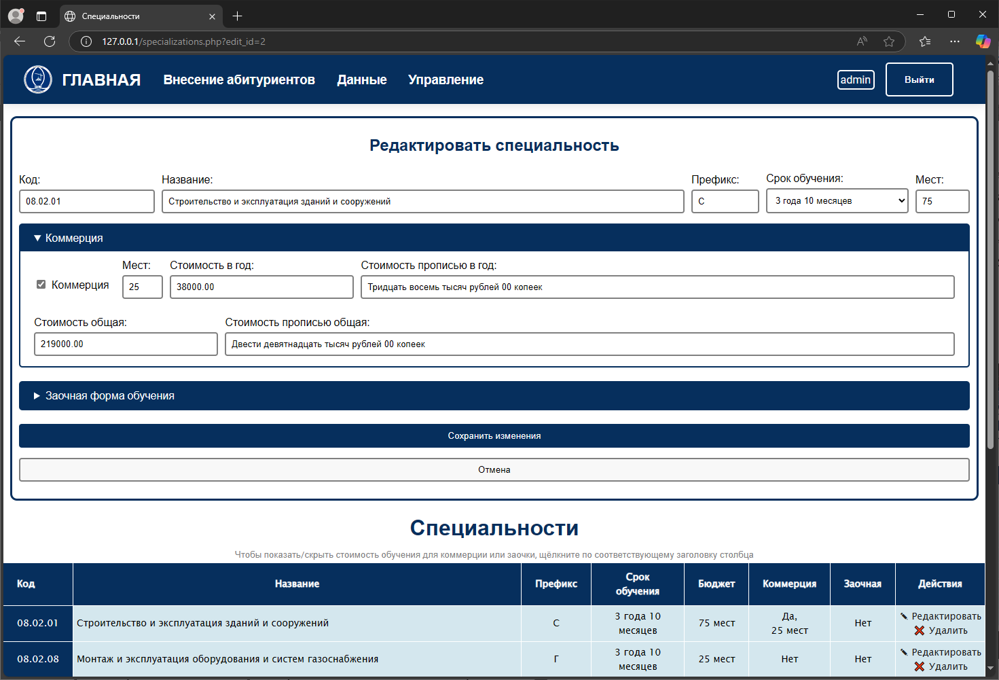 Специальности
127.0.0.1/specializations.php?edit_id=2
ГЛАВНАЯ Внесение абитуриентов Данные Управление admin Выйти
Редактировать специальность
Код: Название: Префикс: Срок обучения: Мест:
08.02.01 Строительство и эксплуатация зданий и сооружений С 3 года 10 месяцев 75
▼ Коммерция
Мест: Стоимость в год: Стоимость прописью в год:
Коммерция 25 38000.00 Тридцать восемь тысяч рублей 00 копеек
Стоимость общая: Стоимость прописью общая:
219000.00 Двести девятнадцать тысяч рублей 00 копеек
▶ Заочная форма обучения
Сохранить изменения
Отмена
Специальности
Чтобы показать/скрыть стоимость обучения для коммерции или заочки, щёлкните по соответствующему заголовку столбца
Код Название Префикс Срок обучения Бюджет Коммерция Заочная Действия
08.02.01 Строительство и эксплуатация зданий и сооружений С 3 года 10 месяцев 75 мест Да, 25 мест Нет Редактировать Удалить
08.02.08 Монтаж и эксплуатация оборудования и систем газоснабжения Г 3 года 10 месяцев 25 мест Нет Нет Редактировать Удалить